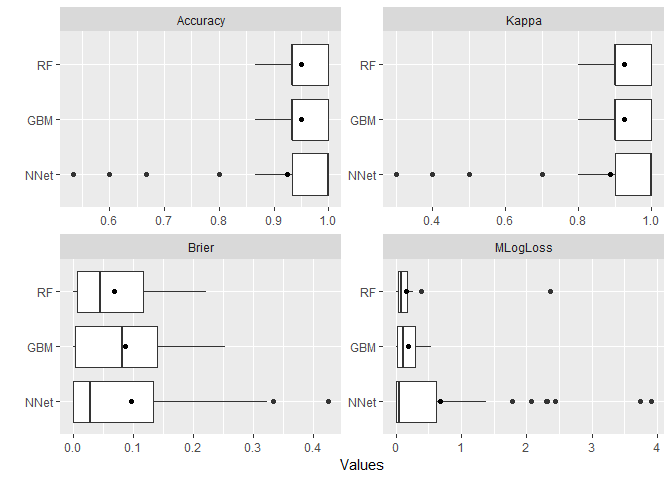 Accuracy
Kappa
RF
GBM
NNet
RF
GBM
NNet
0.6 0.7 0.8 0.9 1.0
0.4 0.6 0.8 1.0
Brier
MLogLoss
RF
GBM
NNet
RF
GBM
NNet
0.0 0.1 0.2 0.3 0.4
0 1 2 3 4
Values